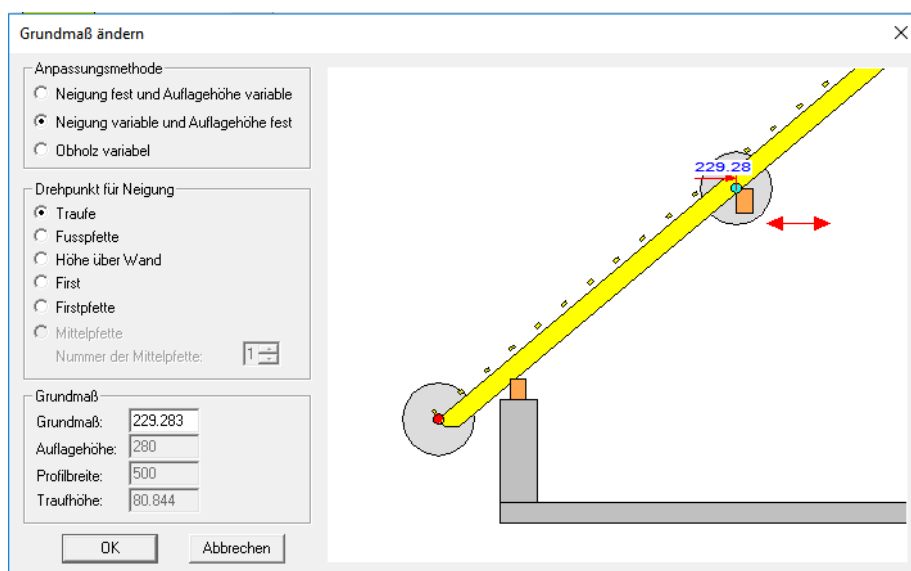 Grundmaß ändern
Anpassungsmethode
Neigung fest und Auflagehöhe variable
Neigung variable und Auflagehöhe fest
Obholz variabel
Drehpunkt für Neigung
Traufe
Fusspfette
Höhe über Wand
First
Firstpfette
Mittelpfette
Nummer der Mittelpfette: 1
Grundmaß
Grundmaß: 229.283
Auflagehöhe: 280
Profilbreite: 500
Traufhöhe: 80.844
OK Abbrechen
229.28